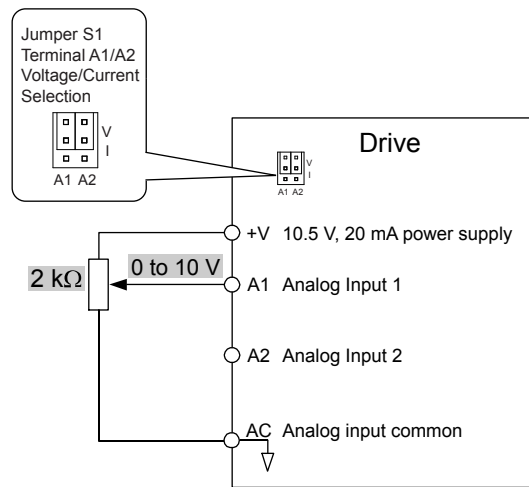 Jumper S1
Terminal A1/A2
Voltage/Current
Selection
V
I
A1 A2
Drive
V
I
A1 A2
+V 10.5 V, 20 mA power supply
2 kΩ
0 to 10 V
A1 Analog Input 1
A2 Analog Input 2
AC Analog input common